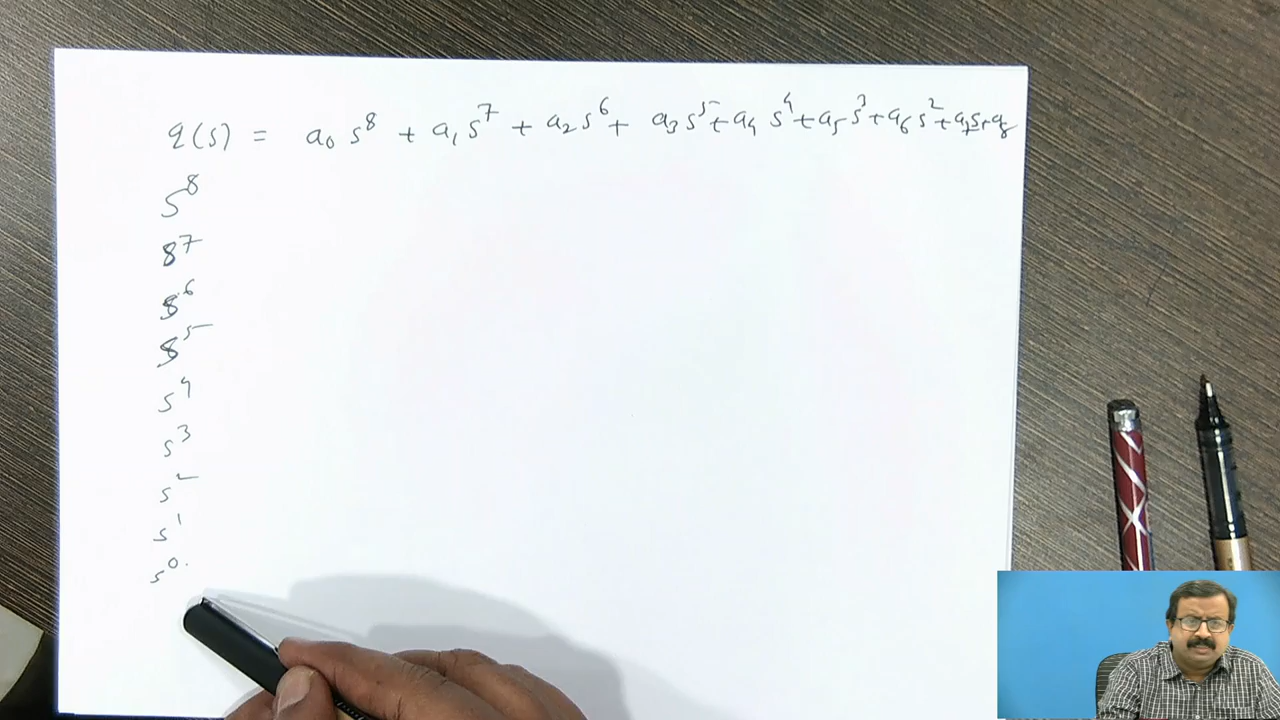 q(s) = a₀ s⁸ + a₁ s⁷ + a₂ s⁶ + a₃ s⁵ + a₄ s⁴ + a₅ s³ + a₆ s² + a₇ s + a₈
s⁸
s⁷
s⁶
s⁵
s⁴
s³
s²
s¹
s⁰